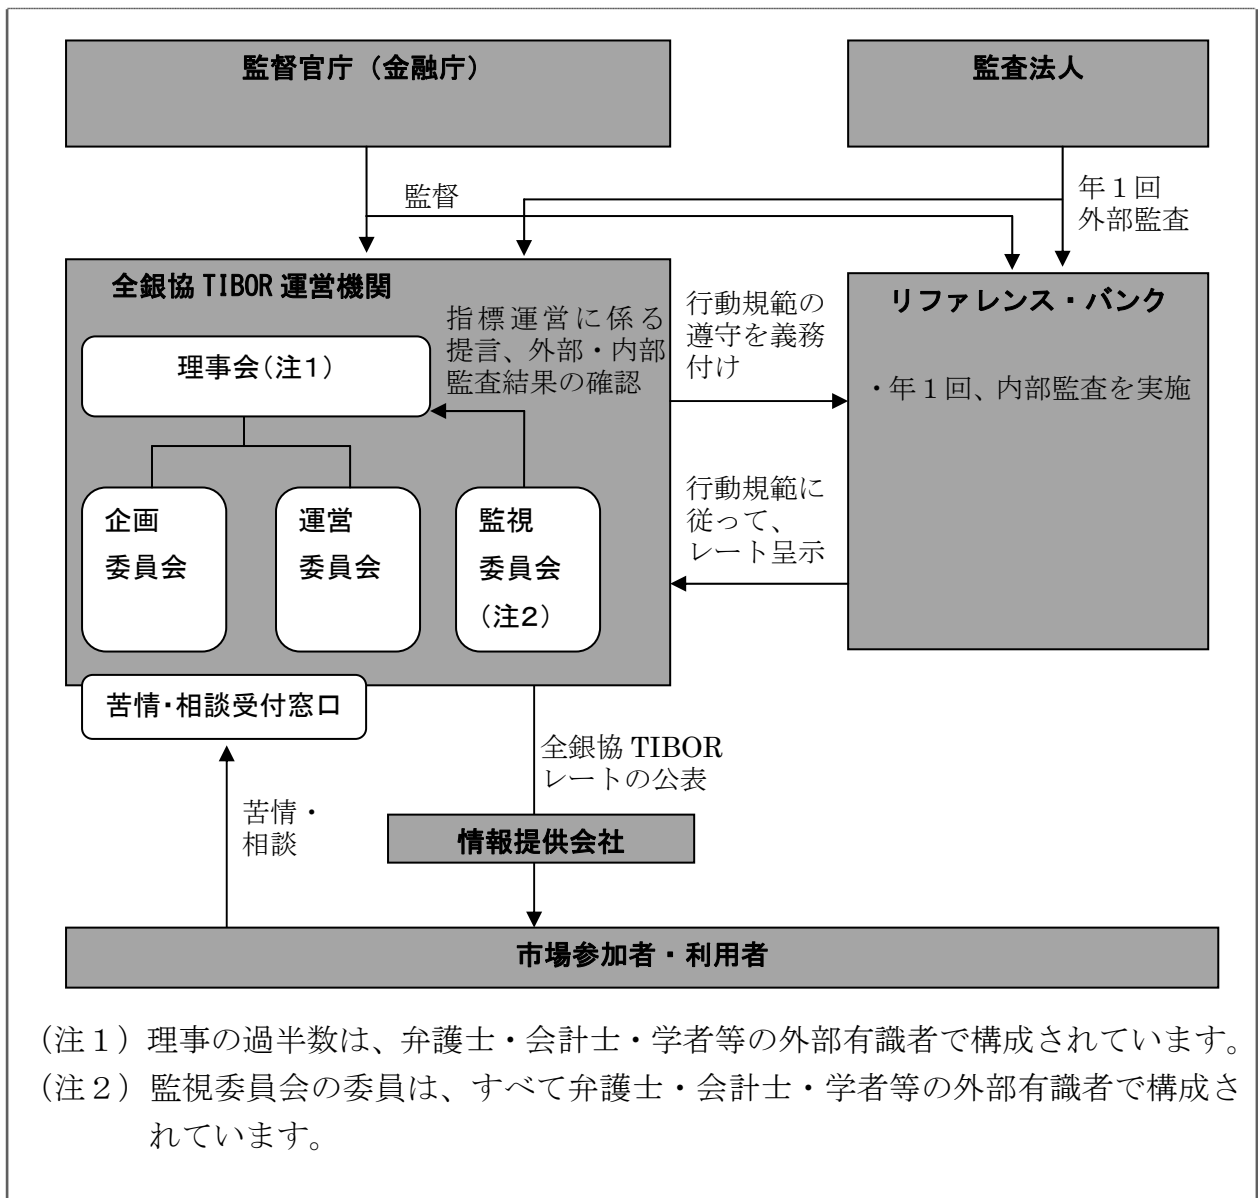 監督官庁（金融庁）
監査法人
監督
年１回
外部監査
全銀協 TIBOR 運営機関
指標運営に係る
提言、外部・内部
監査結果の確認
理事会（注１）
企画
委員会
運営
委員会
監視
委員会
（注２）
行動規範の
遵守を義務
付け
行動規範に
従って、
レート呈示
リファレンス・バンク
・年１回、内部監査を実施
苦情・相談受付窓口
全銀協 TIBOR
レートの公表
苦情・
相談
情報提供会社
市場参加者・利用者
（注１）理事の過半数は、弁護士・会計士・学者等の外部有識者で構成されています。
（注２）監視委員会の委員は、すべて弁護士・会計士・学者等の外部有識者で構成さ
れています。